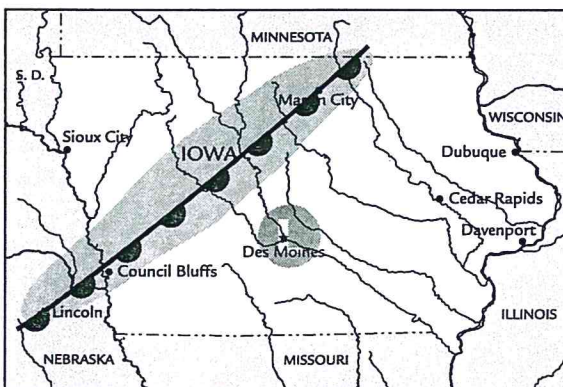 MINNESOTA
S. D.
Mason City
WISCONSIN
Sioux City
IOWA
Dubuque
Cedar Rapids
1
Davenport
Des Moines
Council Bluffs
Lincoln
ILLINOIS
NEBRASKA
MISSOURI